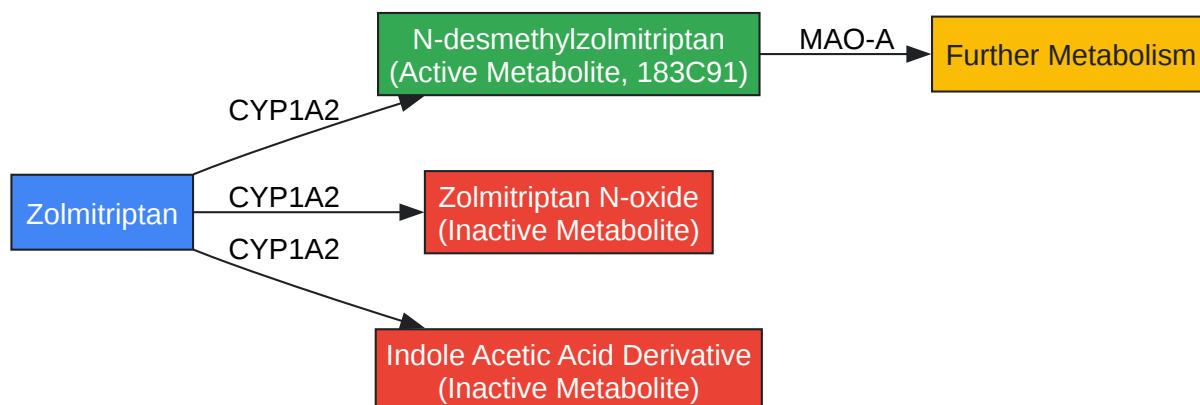 N-desmethylzolmitriptan
(Active Metabolite, 183C91)
MAO-A
Further Metabolism
CYP1A2
Zolmitriptan
CYP1A2
Zolmitriptan N-oxide
(Inactive Metabolite)
CYP1A2
Indole Acetic Acid Derivative
(Inactive Metabolite)